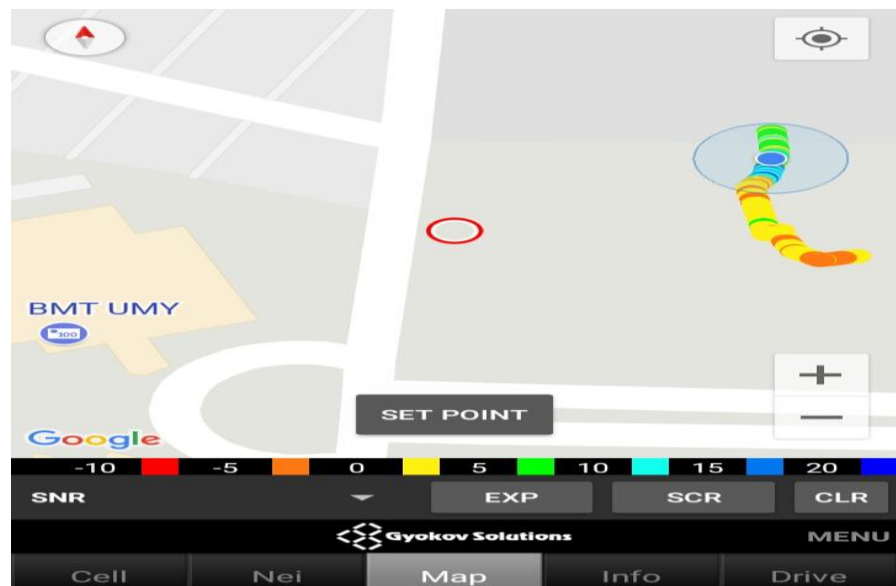 BMT UMY
SET POINT
Google
-10 -5 0 5 10 15 20
SNR EXP SCR CLR
Gyokov Solutions MENU
Cell Nei Map Info Drive